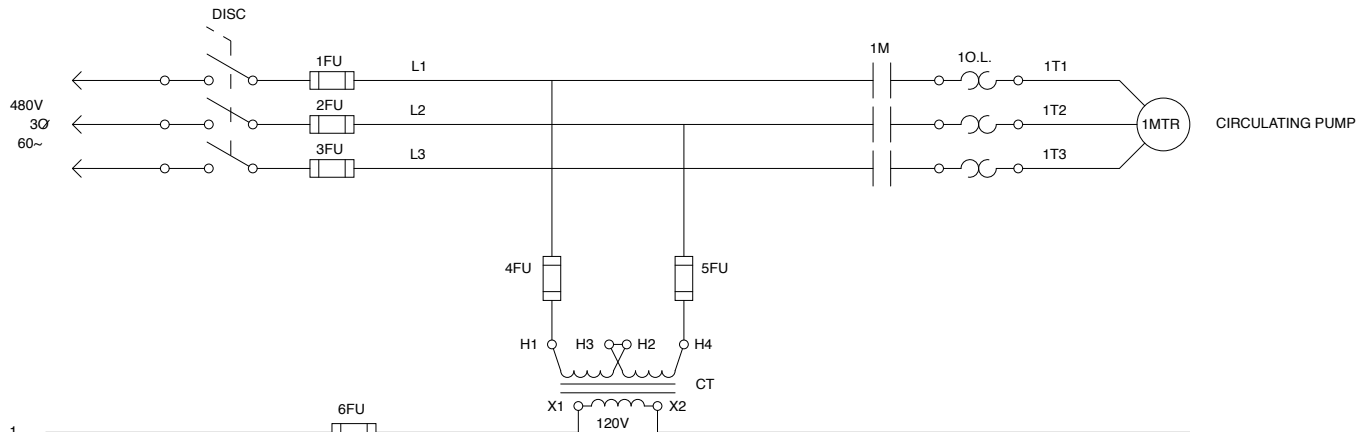 DISC
1FU
L1
1M
1O.L.
1T1
480V
3Ø
60~
2FU
L2
1T2
1MTR
CIRCULATING PUMP
3FU
L3
1T3
4FU
5FU
H1
H3
H2
H4
CT
X1
X2
120V
6FU
1